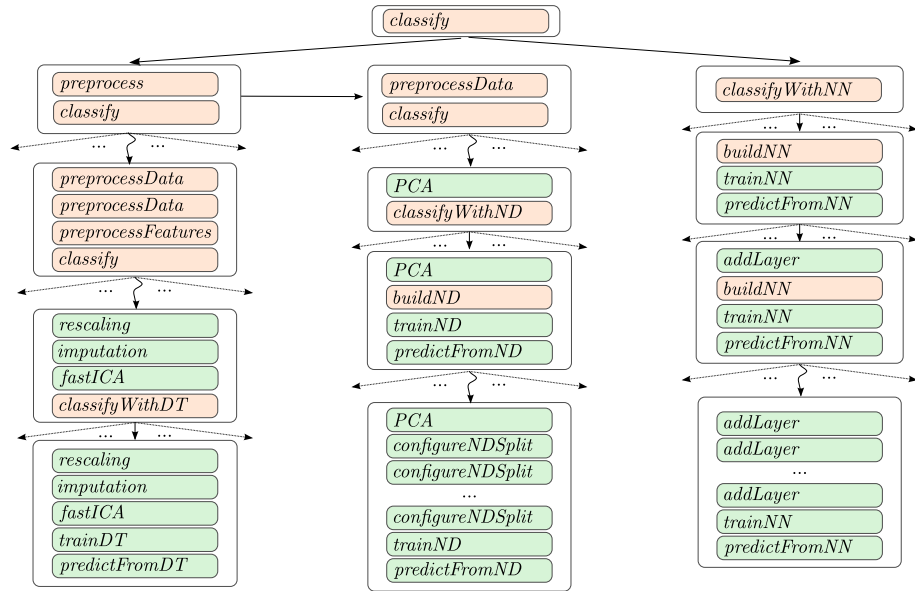 classify
preprocess
classify
...
...
preprocessData
preprocessData
preprocessFeatures
classify
...
...
rescaling
imputation
fastICA
classifyWithDT
...
...
rescaling
imputation
fastICA
trainDT
predictFromDT
preprocessData
classify
...
...
PCA
classifyWithND
...
...
PCA
buildND
trainND
predictFromND
...
...
PCA
configureNDSplit
configureNDSplit
...
configureNDSplit
trainND
predictFromND
classifyWithNN
...
...
buildNN
trainNN
predictFromNN
...
...
addLayer
buildNN
trainNN
predictFromNN
...
...
addLayer
addLayer
...
addLayer
trainNN
predictFromNN